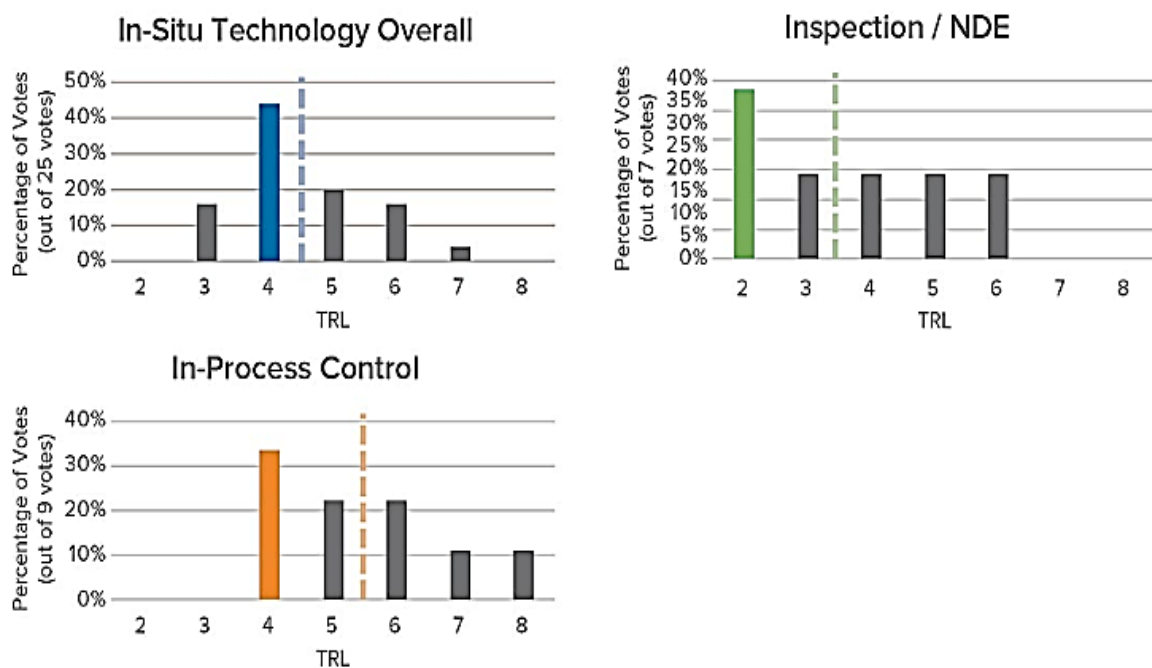 In-Situ Technology Overall
Percentage of Votes
(out of 25 votes)
50%
40%
30%
20%
10%
0%
2 3 4 5 6 7 8
TRL
Inspection / NDE
Percentage of Votes
(out of 7 votes)
40%
35%
30%
25%
20%
15%
10%
5%
0%
2 3 4 5 6 7 8
TRL
In-Process Control
Percentage of Votes
(out of 9 votes)
40%
30%
20%
10%
0%
2 3 4 5 6 7 8
TRL